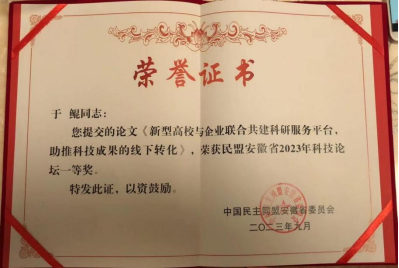 荣誉证书
于 鲲同志：
您提交的论文《新型高校与企业联合共建科研服务平台，
助推科技成果的线下转化》，荣获民盟安徽省2023年科技论
坛一等奖。
特发此证，以资鼓励。
中国民主同盟安徽省委员会
二〇二三年九月